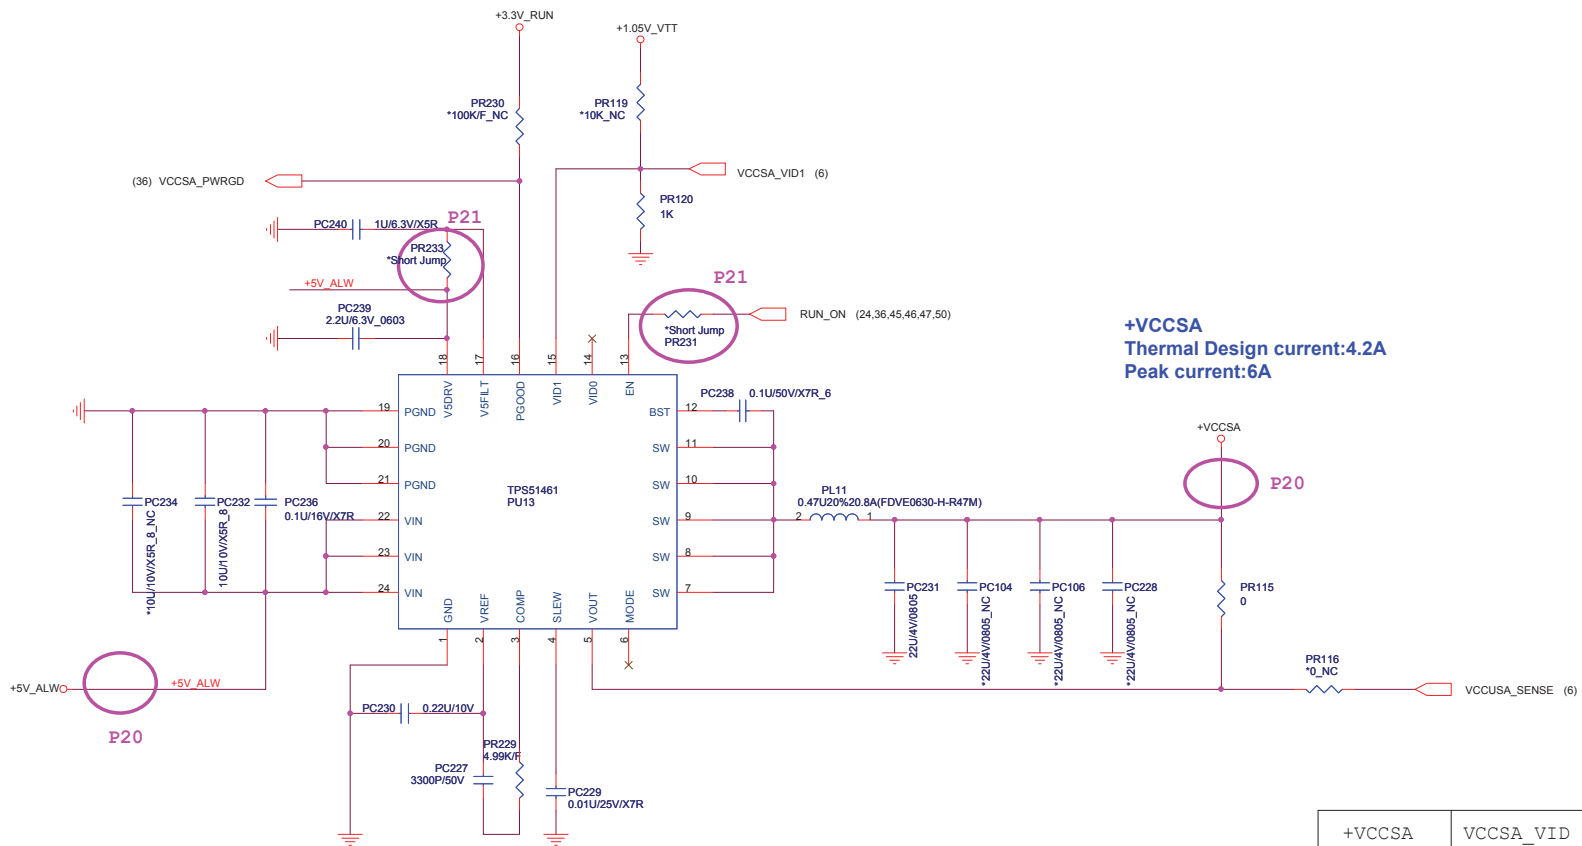 +3.3V_RUN
+1.05V_VTT
PR230
*100K/F_NC
PR119
*10K_NC
(36) VCCSA_PWRGD
VCCSA_VID1 (6)
PR120
1K
PC240
1U/6.3V/X5R
P21
PR233
*Short Jump
+5V_ALW
PC239
2.2U/6.3V_0603
P21
*Short Jump
PR231
RUN_ON (24,36,45,46,47,50)
+VCCSA
Thermal Design current:4.2A
Peak current:6A
18
17
16
15
14
13
V5DRV
V5FILT
PGOOD
VID1
VID0
EN
PC238
0.1U/50V/X7R_6
19 PGND
20 PGND
21 PGND
22 VIN
23 VIN
24 VIN
BST 12
SW 11
SW 10
SW 9
SW 8
SW 7
TPS51461
PU13
PC234
*10U/10V/X5R_8_NC
PC232
10U/10V/X5R_8
PC236
0.1U/16V/X7R
PL11
0.47U20%20.8A(FDVE0630-H-R47M)
2
1
+VCCSA
P20
PC231
22U/4V/0805
PC104
*22U/4V/0805_NC
PC106
*22U/4V/0805_NC
PC228
*22U/4V/0805_NC
PR115
0
GND
VREF
COMP
SLEW
VOUT
MODE
1
2
3
4
5
6
PR116
*0_NC
VCCUSA_SENSE (6)
+5V_ALW
+5V_ALW
P20
PC230
0.22U/10V
PR229
4.99K/F
PC227
3300P/50V
PC229
0.01U/25V/X7R
+VCCSA
VCCSA_VID